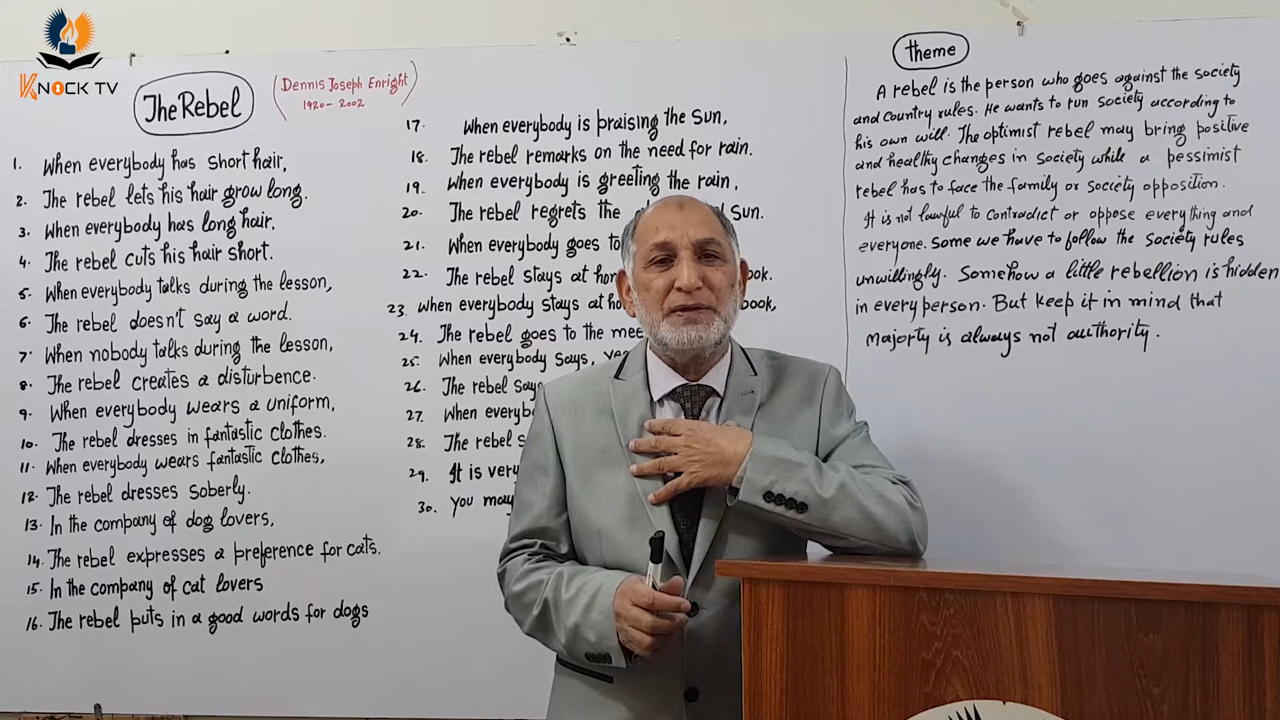 KNOCK TV
The Rebel
(Dennis Joseph Enright
1920 - 2002)
1. When everybody has short hair,
2. The rebel lets his hair grow long.
3. When everybody has long hair,
4. The rebel cuts his hair short.
5. When everybody talks during the lesson,
6. The rebel doesn't say a word.
7. When nobody talks during the lesson,
8. The rebel creates a disturbence.
9. When everybody wears a uniform,
10. The rebel dresses in fantastic clothes.
11. When everybody wears fantastic clothes,
12. The rebel dresses soberly.
13. In the company of dog lovers,
14. The rebel expresses a preference for cats.
15. In the company of cat lovers
16. The rebel puts in a good words for dogs
17. When everybody is praising the sun,
18. The rebel remarks on the need for rain.
19. When everybody is greeting the rain,
20. The rebel regrets the Sun.
21. When everybody goes to
22. The rebel stays at
23. when everybody stays at
24. The rebel goes to the
25. When everybody says,
26. The rebel
27. When
28. The rebel
29. It is very
30. You may
theme
A rebel is the person who goes against the society
and country rules. He wants to run society according to
his own will. The optimist rebel may bring positive
and healthy changes in society while a pessimist
rebel has to face the family or society opposition.
It is not lawful to contradict or oppose everything and
everyone. some we have to follow the society rules
unwillingly. Somehow a little rebellion is hidden
in every person. But keep it in mind that
Majorty is always not authority.